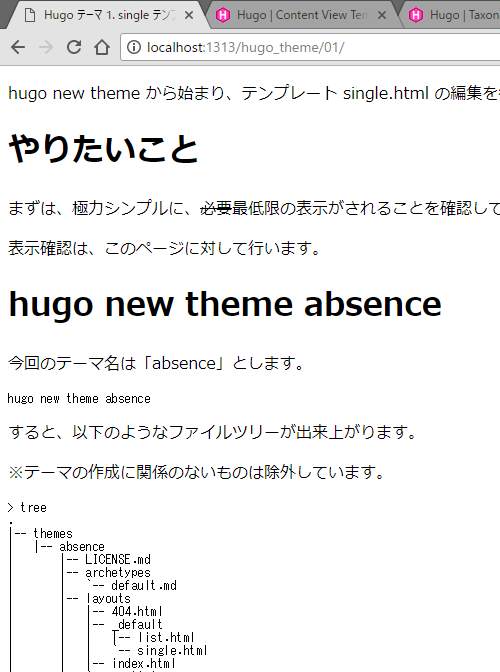 Hugo テーマ 1. single テン
Hugo | Content View Ten
Hugo | Taxon
localhost:1313/hugo_theme/01/
hugo new theme から始まり、テンプレート single.html の編集を
やりたいこと
まずは、極力シンプルに、必要最低限の表示がされることを確認して
表示確認は、このページに対して行います。
hugo new theme absence
今回のテーマ名は「absence」とします。
hugo new theme absence
すると、以下のようなファイルツリーが出来上がります。
※テーマの作成に関係のないものは除外しています。
> tree
.
|-- themes
|-- absence
|-- LICENSE.md
|-- archetypes
`-- default.md
|-- layouts
|-- 404.html
|-- _default
|-- list.html
`-- single.html
|-- index.html